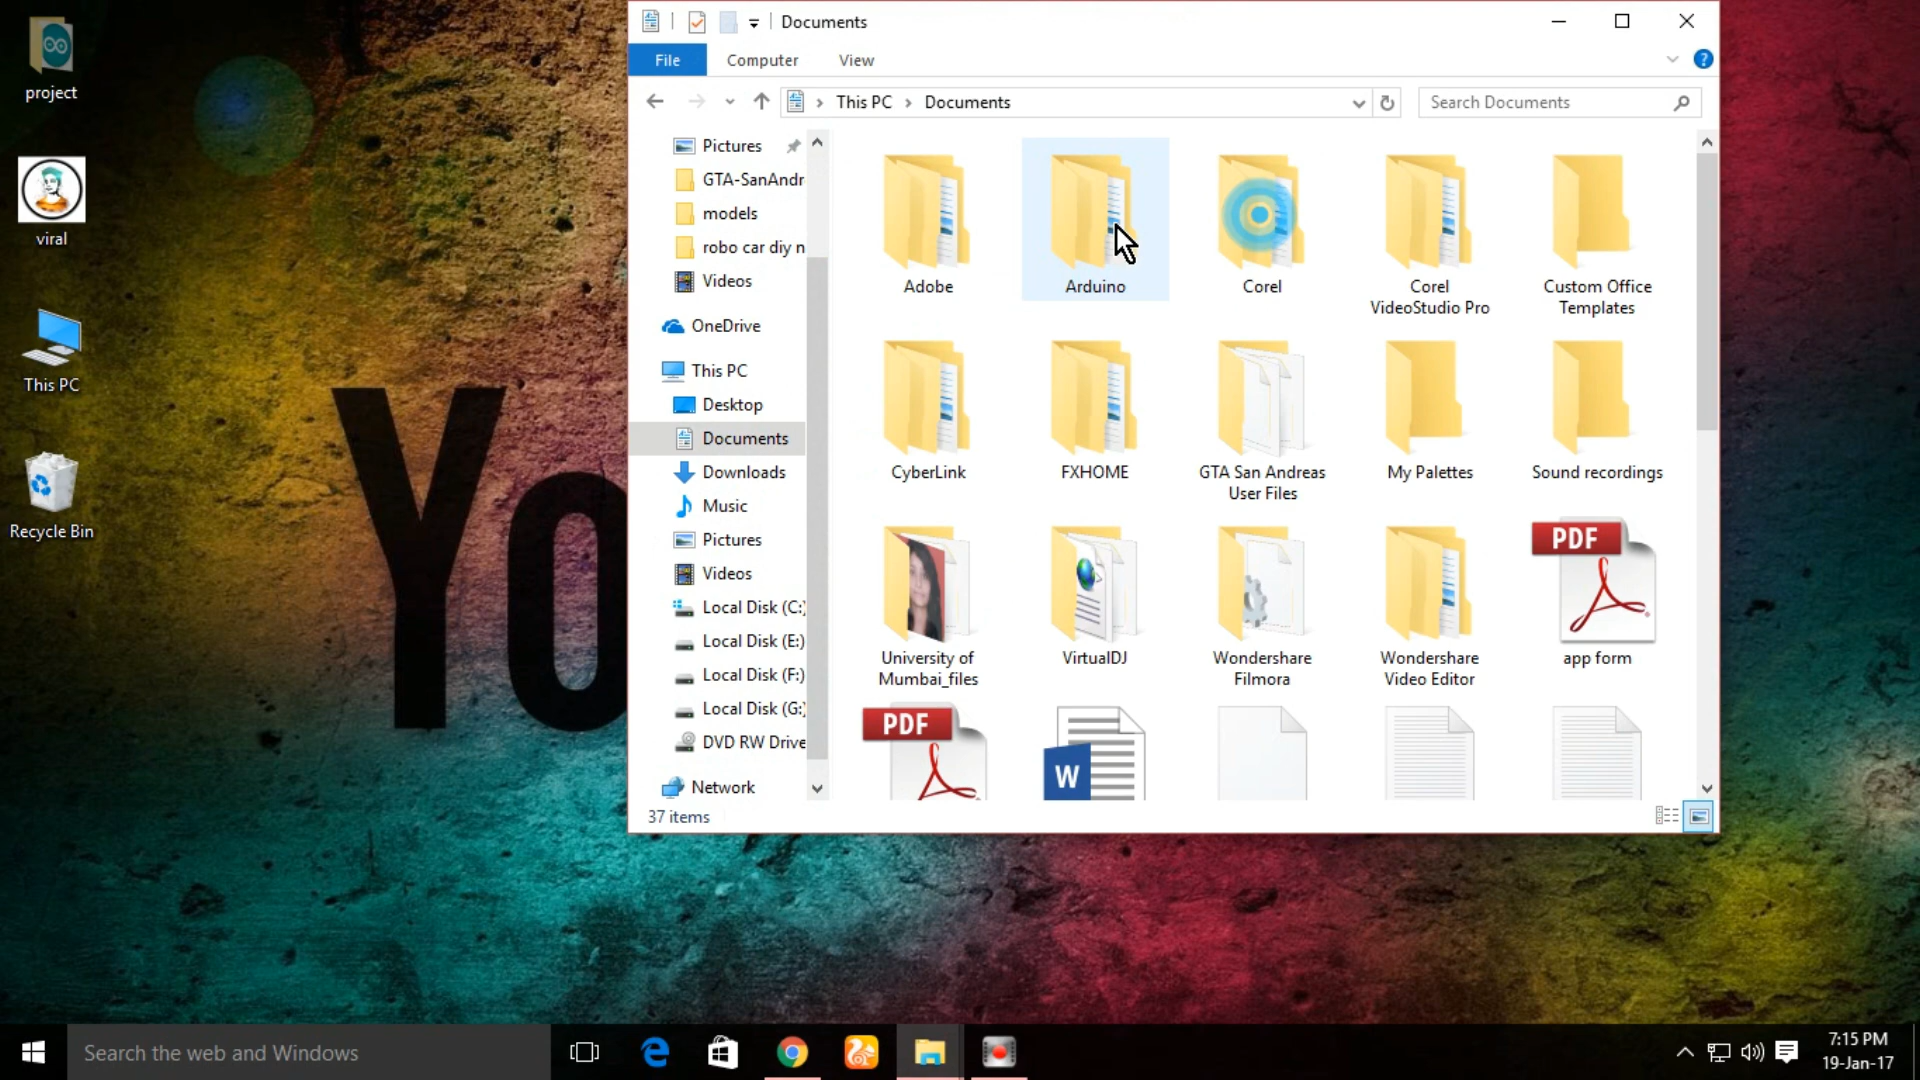 project
viral
This PC
Recycle Bin
Yo
Documents
File
Computer
View
This PC
Documents
Search Documents
Pictures
GTA-SanAndr
models
robo car diy n
Videos
OneDrive
This PC
Desktop
Documents
Downloads
Music
Pictures
Videos
Local Disk (C:)
Local Disk (E:)
Local Disk (F:)
Local Disk (G:)
DVD RW Drive
Network
Adobe
Arduino
Corel
Corel
VideoStudio Pro
Custom Office
Templates
CyberLink
FXHOME
GTA San Andreas
User Files
My Palettes
Sound recordings
University of
Mumbai_files
VirtualDJ
Wondershare
Filmora
Wondershare
Video Editor
PDF
app form
PDF
W
37 items
Search the web and Windows
7:15 PM
19-Jan-17